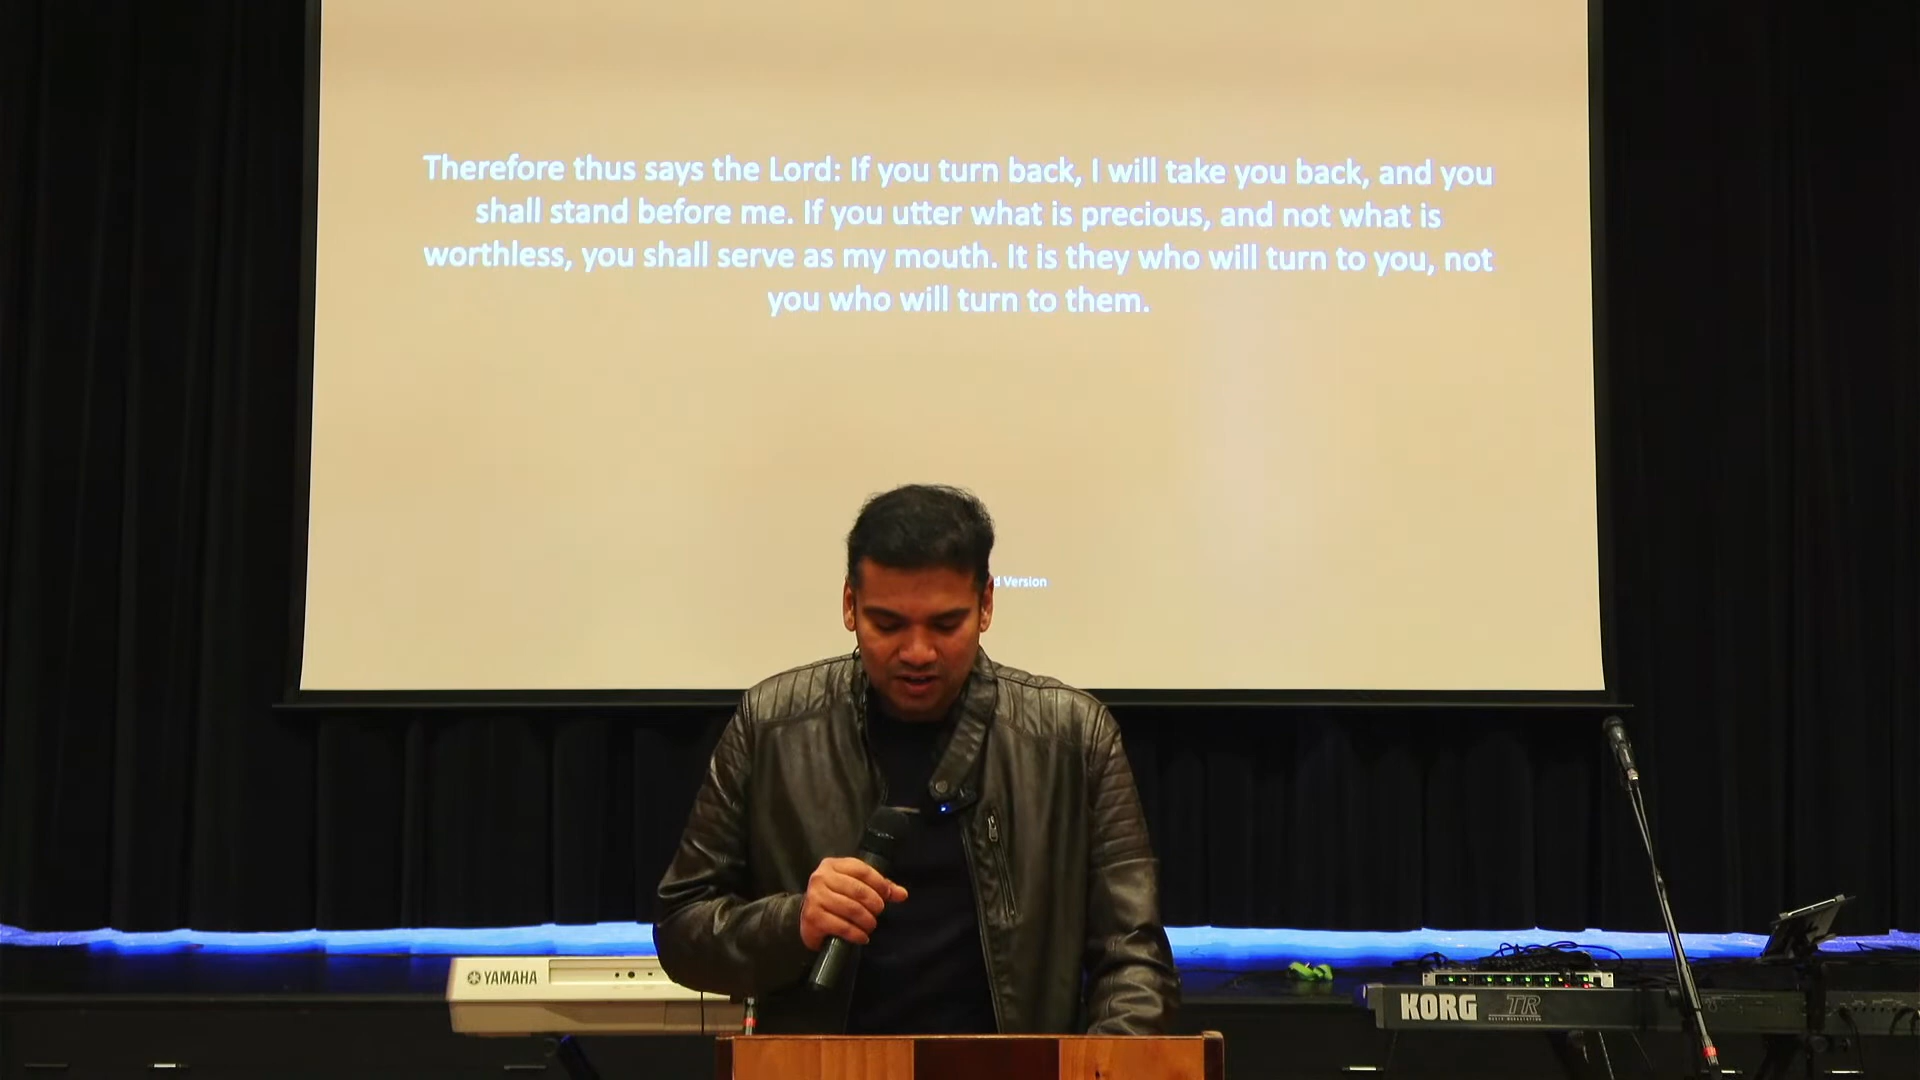 Therefore thus says the Lord: If you turn back, I will take you back, and you
shall stand before me. If you utter what is precious, and not what is
worthless, you shall serve as my mouth. It is they who will turn to you, not
you who will turn to them.
Version
YAMAHA
KORG TR